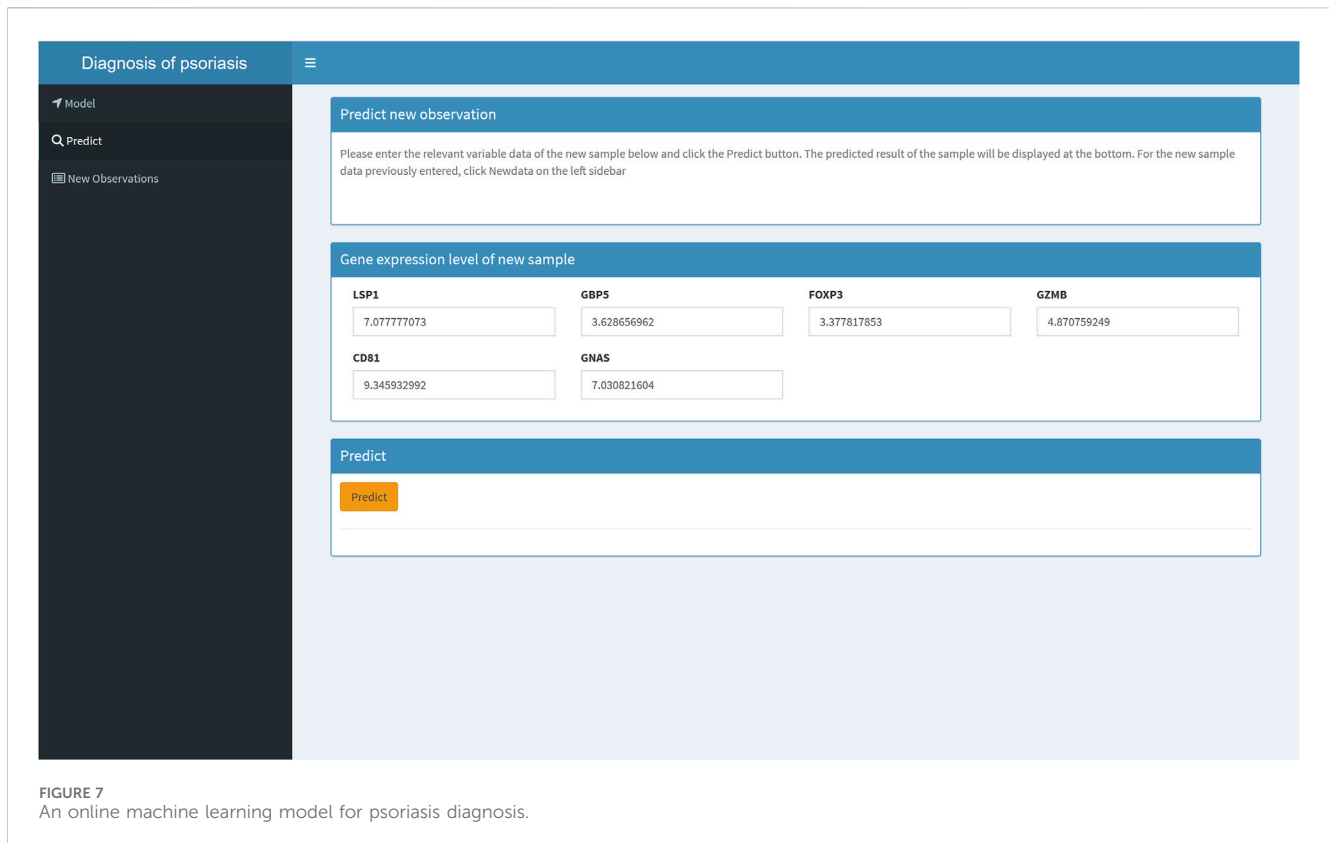 Diagnosis of psoriasis
Model
Predict
New Observations
Predict new observation
Please enter the relevant variable data of the new sample below and click the Predict button. The predicted result of the sample will be displayed at the bottom. For the new sample
data previously entered, click Newdata on the left sidebar
Gene expression level of new sample
LSP1 GBP5 FOXP3 GZMB
7.077777073 3.628656962 3.377817853 4.870759249
CD81 GNAS
9.345932992 7.030821604
Predict
Predict
FIGURE 7
An online machine learning model for psoriasis diagnosis.